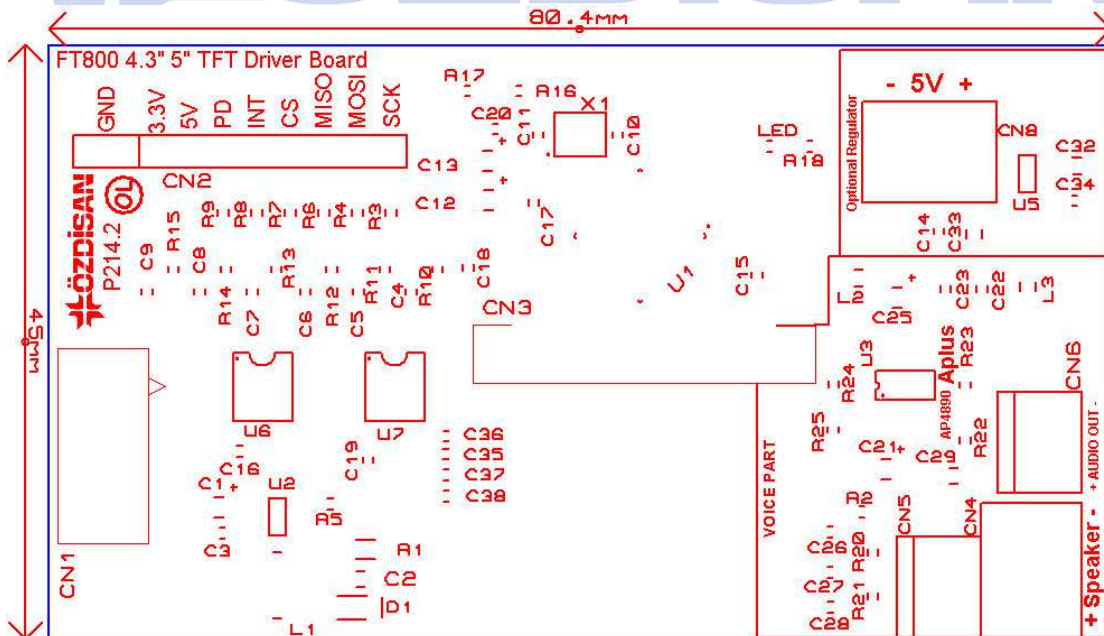 80.4MM
FT800 4.3" 5" TFT Driver Board
GND
3.3V
5V
PD
INT
CS
MISO
MOSI
SCK
R17
R16
X1
C20
C11
C10
C13
C12
C17
LED
R18
- 5V +
Optional Regulator
CN8
C32
C34
U5
C14
C33
CN2
OL
ÖZDİSAN
P214.2
C9
R15
C8
R9
R8
R7
R6
R4
R3
R14
C7
R13
C6
R12
C5
R11
C4
R10
C18
U1
C15
L2
C25
C23
C22
L3
45MM
CN3
U6
U7
C16
C19
C36
C35
C37
C38
C1
U2
R5
C3
R1
C2
D1
L1
CN1
U3
R24
R23
Aplus
AP4890
CN6
R25
R22
C21
C29
+ AUDIO OUT -
VOICE PART
R2
CN5
CN4
C26
R20
C27
R21
C28
+ Speaker -